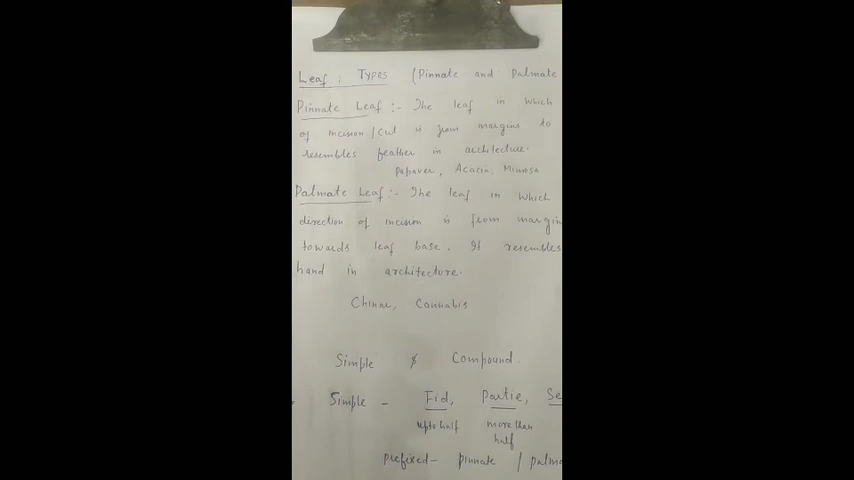 Leaf : Types (Pinnate and Palmate
Pinnate Leaf :- The leaf in which
of incision/cut is from margins to
resembles feather in architecture.
Papaver, Acacia, Mimosa
Palmate Leaf :- The leaf in which
direction of incision is from margin
towards leaf base. It resembles
hand in architecture.
Cannabis
Simple & Compound.
Simple - Fid, Partie, Se
upto half more than
half
prefixed - pinnate / palma